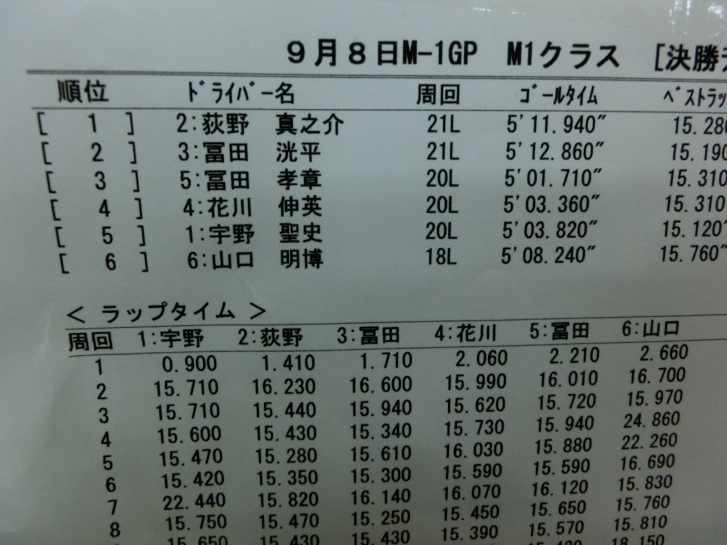 ９月８日M-1GP M1クラス [決勝
順位 ﾄﾞﾗｲﾊﾞｰ名 周回 ｺﾞｰﾙﾀｲﾑ ﾍﾞｽﾄﾗｯ
[ 1 ] 2:荻野 真之介 21L 5'11.940" 15.280
[ 2 ] 3:冨田 洸平 21L 5'12.860" 15.190
[ 3 ] 5:冨田 孝章 20L 5'01.710" 15.310
[ 4 ] 4:花川 伸英 20L 5'03.360" 15.310
[ 5 ] 1:宇野 聖史 20L 5'03.820" 15.120"
[ 6 ] 6:山口 明博 18L 5'08.240" 15.760"
< ラップタイム >
周回 1:宇野 2:荻野 3:冨田 4:花川 5:冨田 6:山口
1 0.900 1.410 1.710 2.060 2.210 2.660
2 15.710 16.230 16.600 15.990 16.010 16.700
3 15.710 15.440 15.940 15.620 15.720 15.970
4 15.600 15.430 15.340 15.730 15.940 24.860
5 15.470 15.280 15.610 16.030 15.880 22.260
6 15.420 15.350 15.300 15.590 15.590 16.690
7 22.440 15.820 16.140 16.070 16.120 15.830
8 15.750 15.470 15.250 15.450 15.650 15.760
15.650 15.430 15.430 15.390 15.570 15.810
18.150